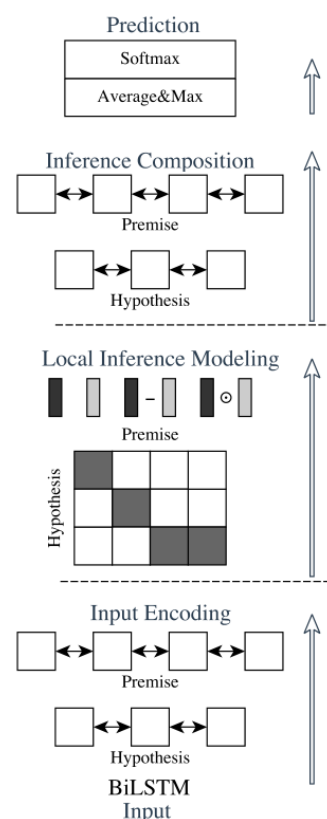 Prediction
Softmax
Average&Max
Inference Composition
Premise
Hypothesis
Local Inference Modeling
–
⊙
Premise
Hypothesis
Input Encoding
Premise
Hypothesis
BiLSTM
Input